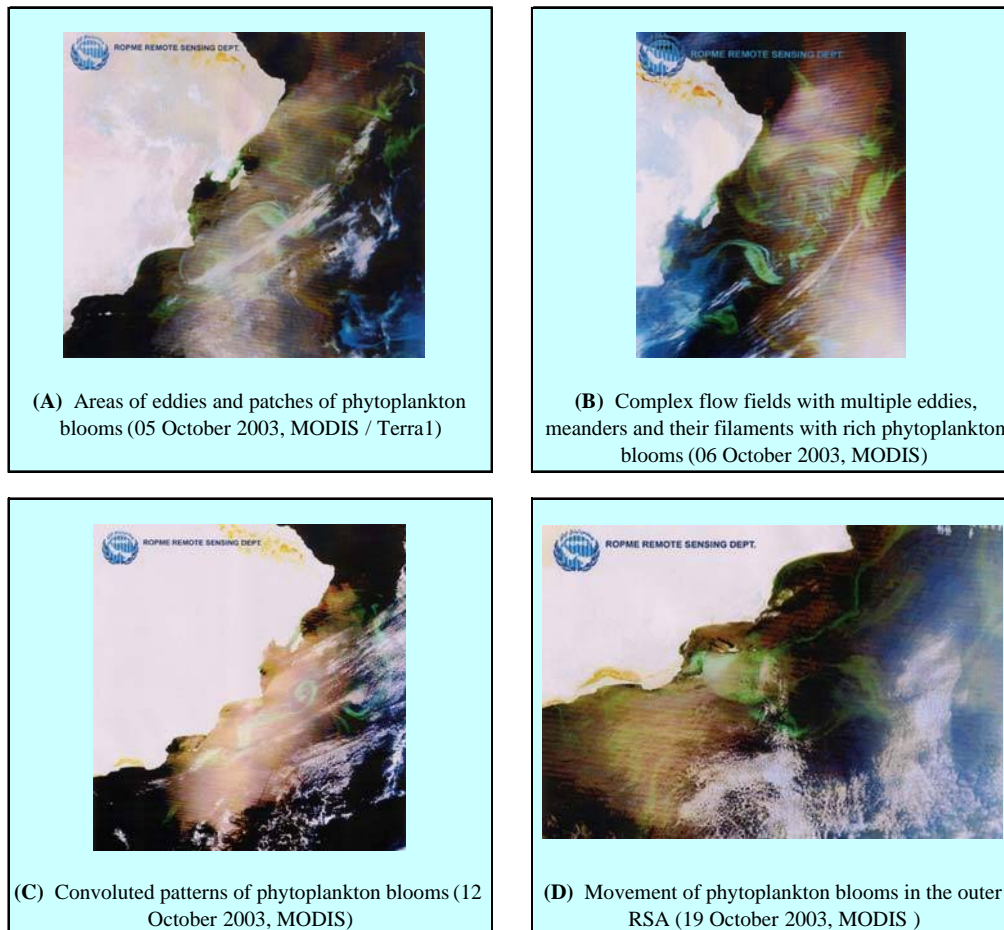 ROPME REMOTE SENSING DEPT.
(A) Areas of eddies and patches of phytoplankton
blooms (05 October 2003, MODIS / Terra1)
ROPME REMOTE SENSING DEPT.
(B) Complex flow fields with multiple eddies,
meanders and their filaments with rich phytoplankton
blooms (06 October 2003, MODIS)
ROPME REMOTE SENSING DEPT.
(C) Convoluted patterns of phytoplankton blooms (12
October 2003, MODIS)
ROPME REMOTE SENSING DEPT.
(D) Movement of phytoplankton blooms in the outer
RSA (19 October 2003, MODIS )